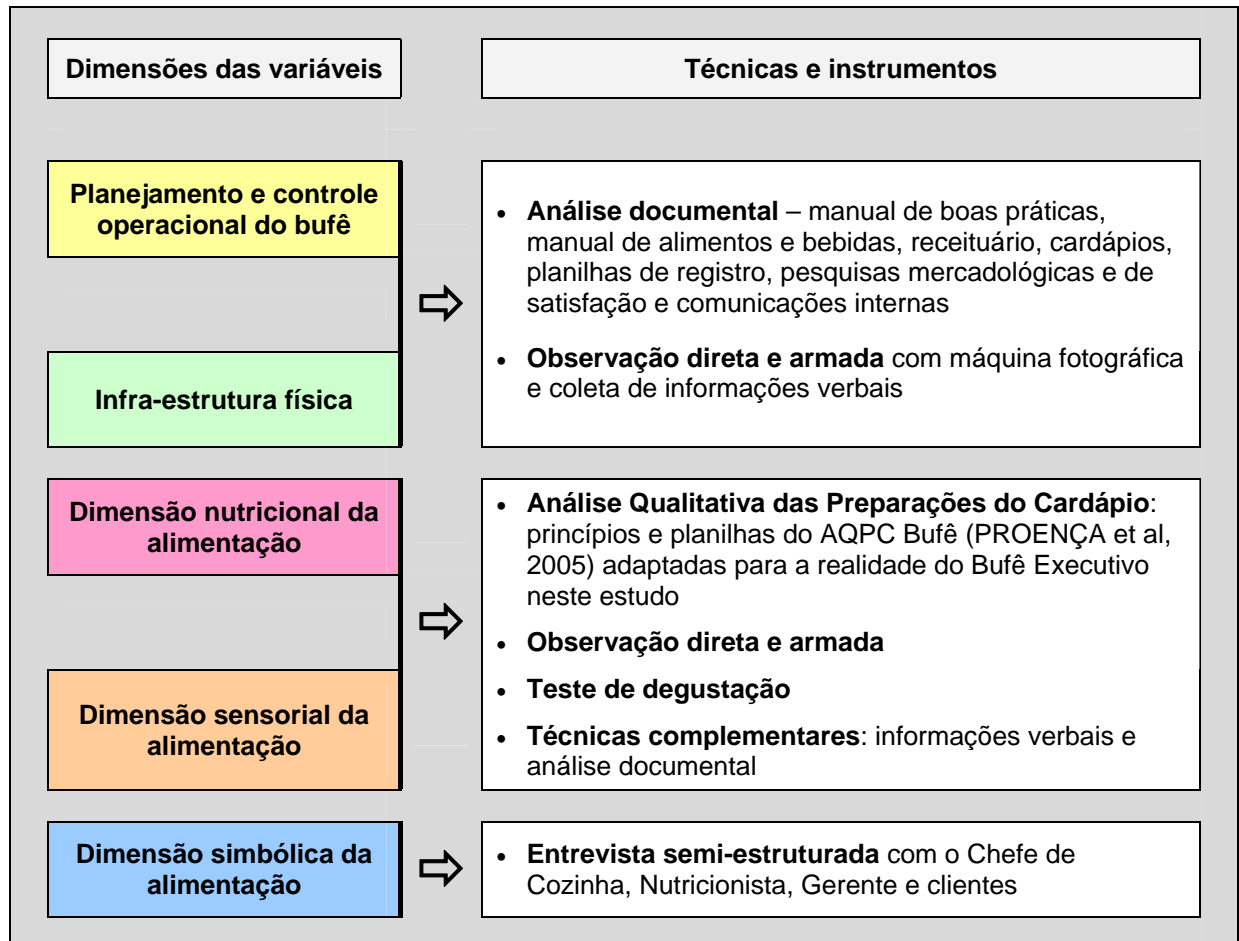 Dimensões das variáveis
Técnicas e instrumentos
Planejamento e controle
operacional do bufê
Infra-estrutura física
• Análise documental – manual de boas práticas,
manual de alimentos e bebidas, receituário, cardápios,
planilhas de registro, pesquisas mercadológicas e de
satisfação e comunicações internas
• Observação direta e armada com máquina fotográfica
e coleta de informações verbais
Dimensão nutricional da
alimentação
Dimensão sensorial da
alimentação
• Análise Qualitativa das Preparações do Cardápio:
princípios e planilhas do AQPC Bufê (PROENÇA et al,
2005) adaptadas para a realidade do Bufê Executivo
neste estudo
• Observação direta e armada
• Teste de degustação
• Técnicas complementares: informações verbais e
análise documental
Dimensão simbólica da
alimentação
• Entrevista semi-estruturada com o Chefe de
Cozinha, Nutricionista, Gerente e clientes